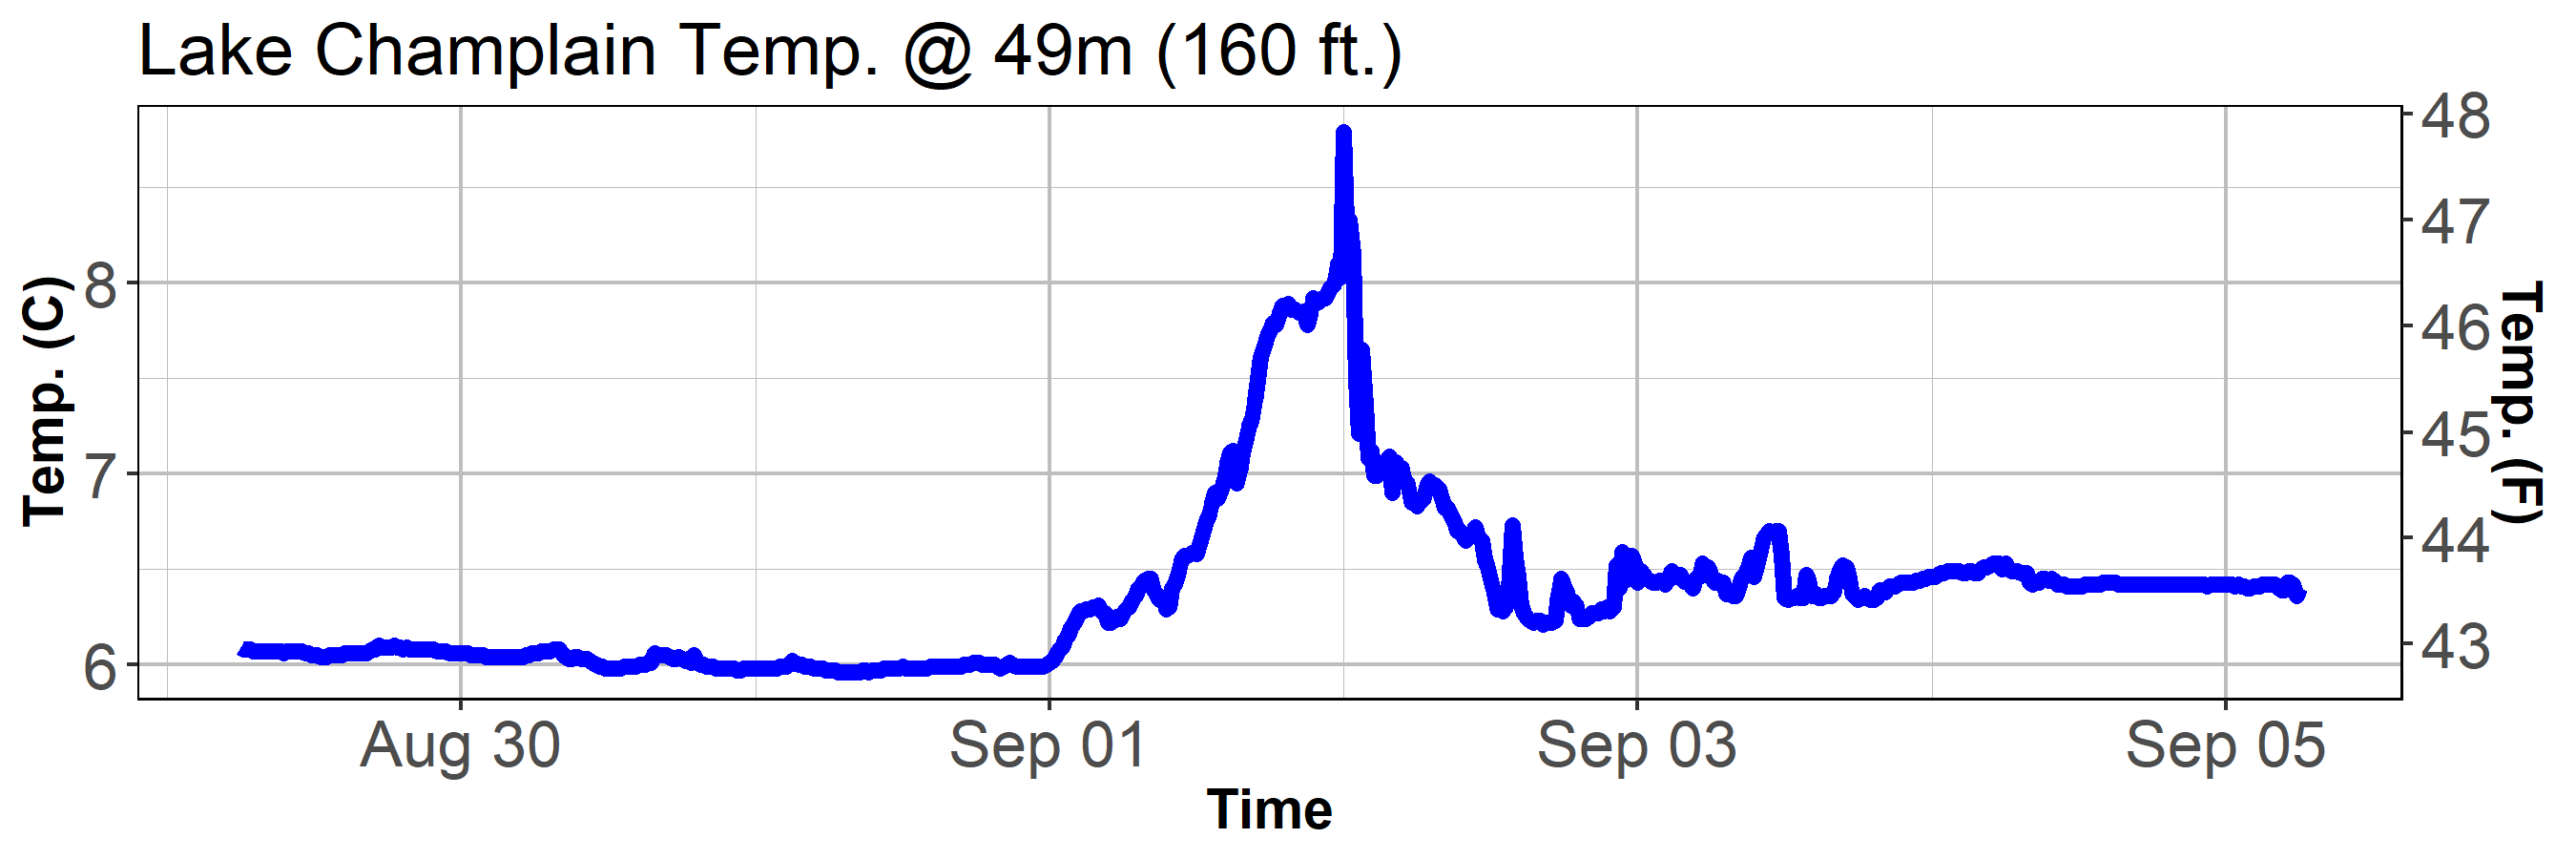 Lake Champlain Temp. @ 49m (160 ft.)
Temp. (C)
8
7
6
48
47
46
45
44
43
Temp. (F)
Aug 30
Sep 01
Sep 03
Sep 05
Time